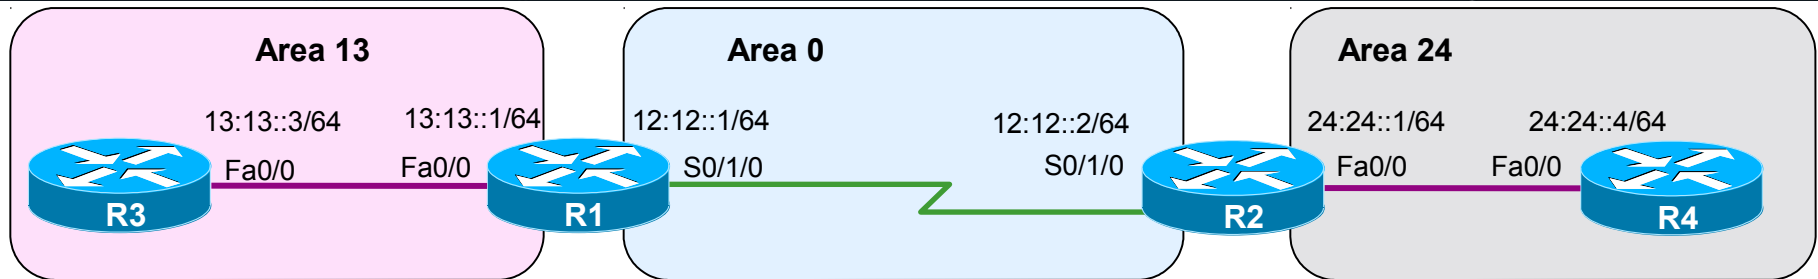 Area 13
Area 0
Area 24
13:13::3/64
13:13::1/64
12:12::1/64
12:12::2/64
24:24::1/64
24:24::4/64
Fa0/0
Fa0/0
S0/1/0
S0/1/0
Fa0/0
Fa0/0
R3
R1
R2
R4